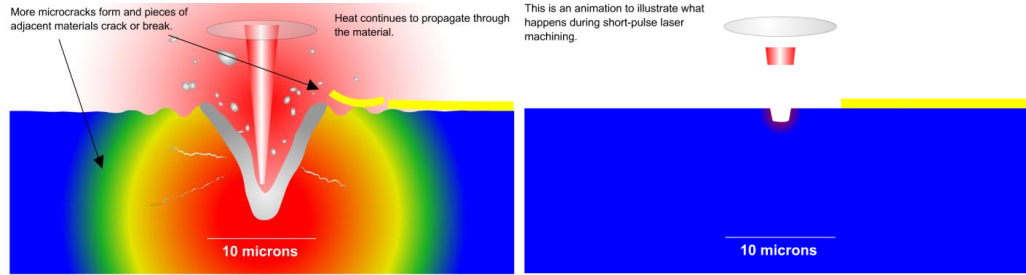 More microcracks form and pieces of
adjacent materials crack or break.
Heat continues to propagate through
the material.
10 microns
This is an animation to illustrate what
happens during short-pulse laser
machining.
10 microns